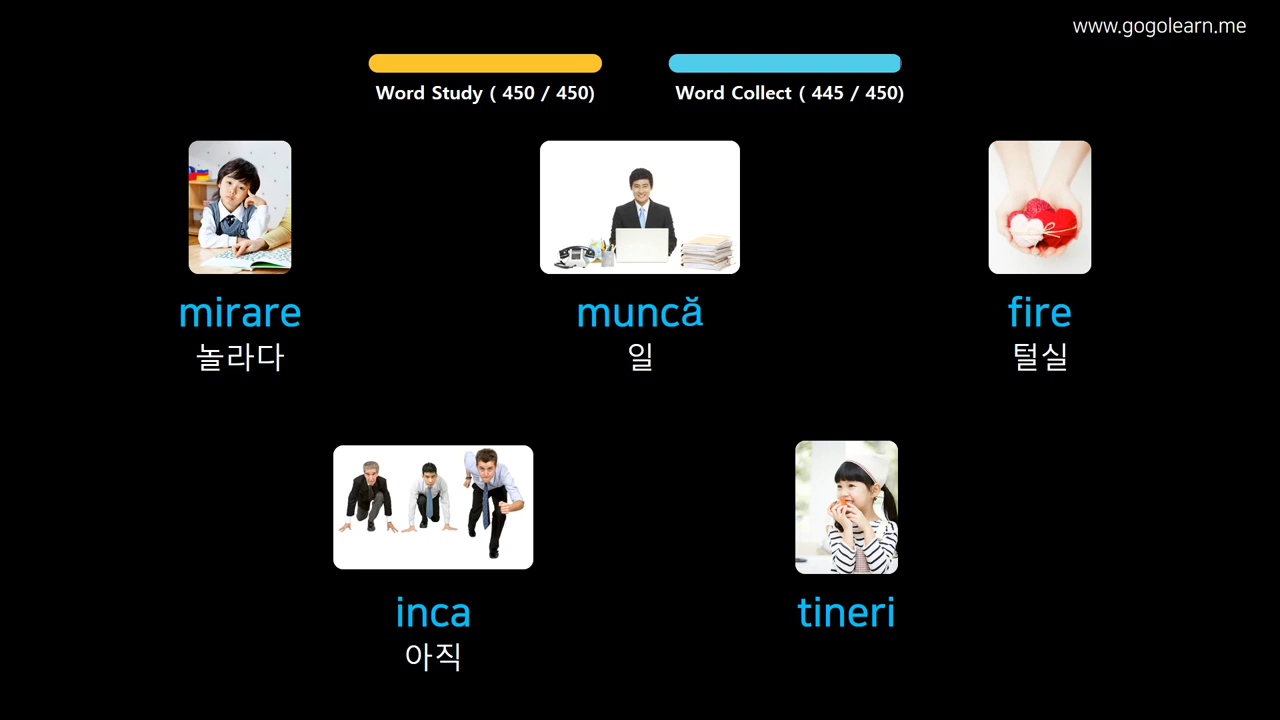 www.gogolearn.me
Word Study ( 450 / 450)
Word Collect ( 445 / 450)
mirare
놀라다
muncă
일
fire
털실
inca
아직
tineri